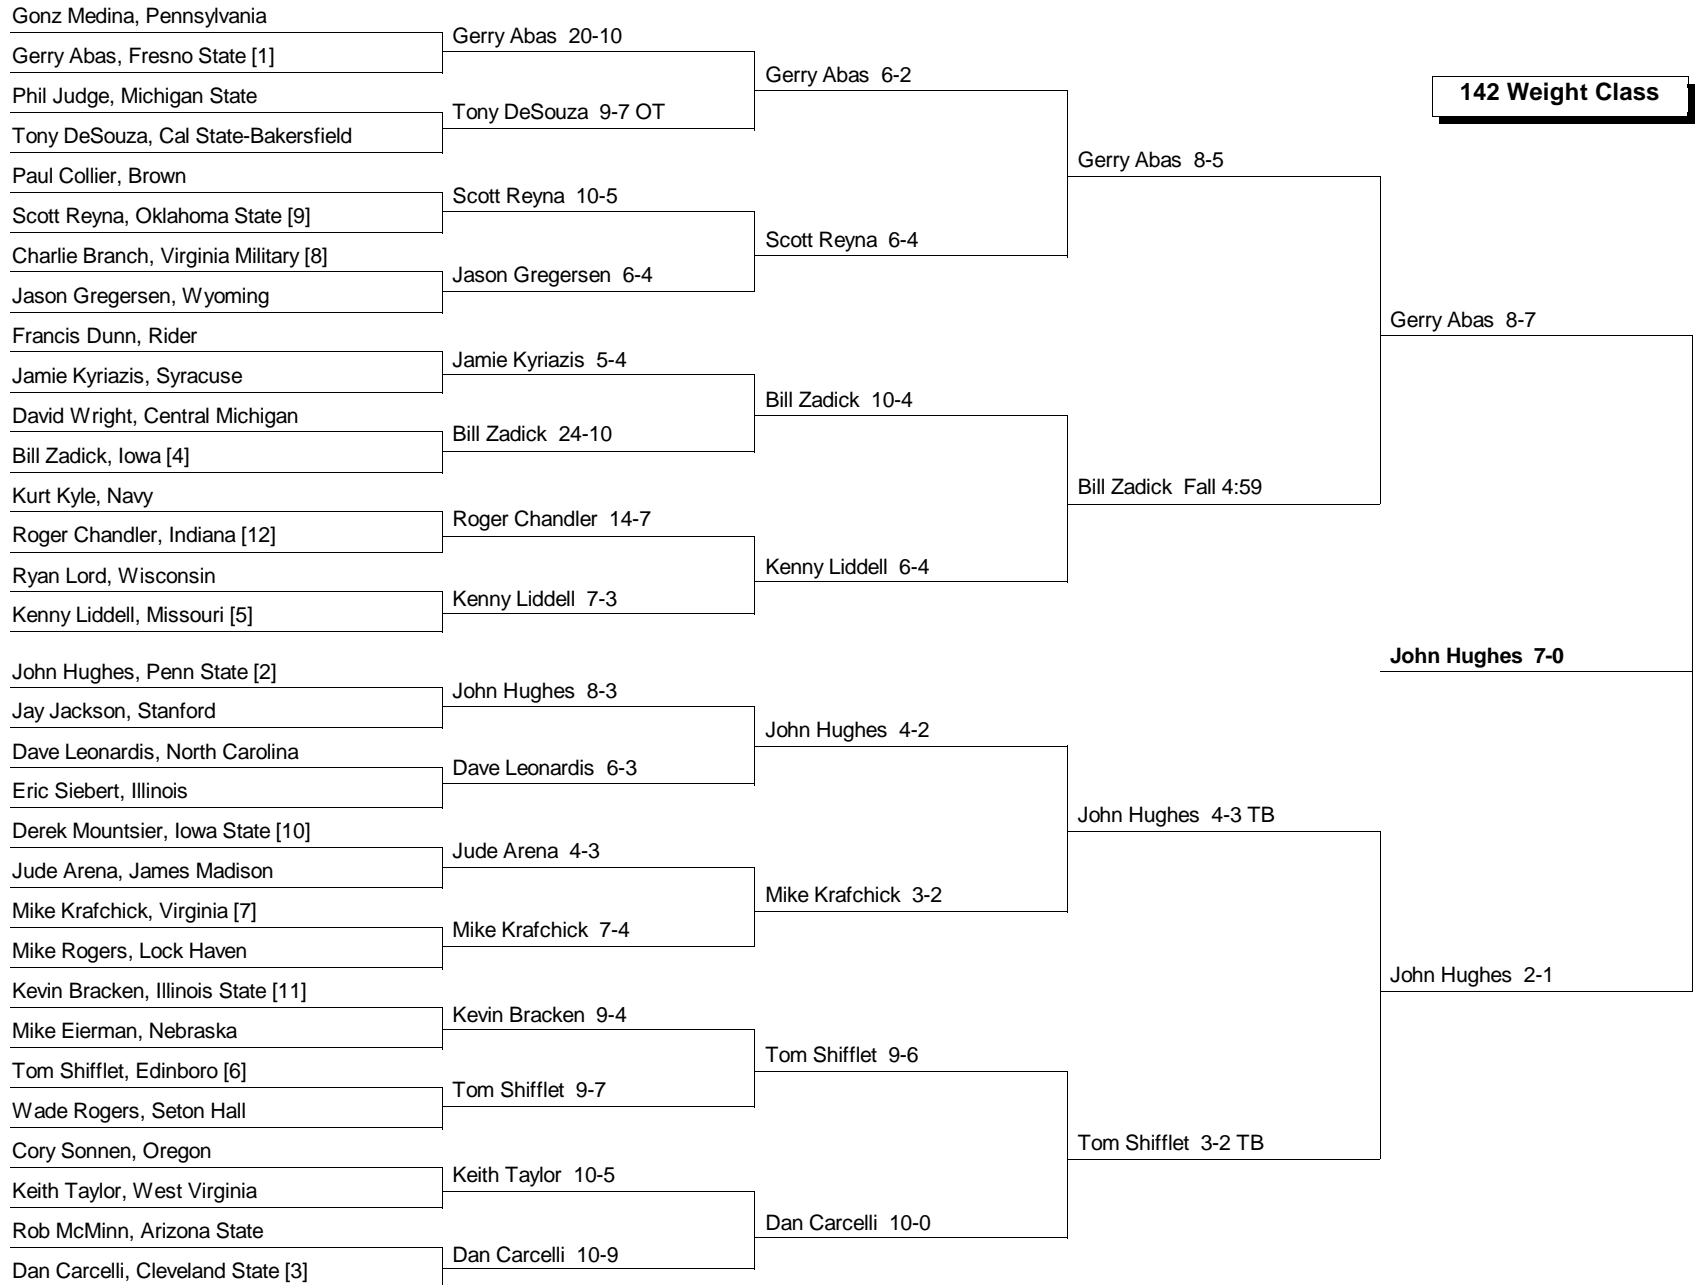 Gonz Medina, Pennsylvania
Gerry Abas, Fresno State [1]
Phil Judge, Michigan State
Tony DeSouza, Cal State-Bakersfield
Paul Collier, Brown
Scott Reyna, Oklahoma State [9]
Charlie Branch, Virginia Military [8]
Jason Gregersen, Wyoming
Francis Dunn, Rider
Jamie Kyriazis, Syracuse
David Wright, Central Michigan
Bill Zadick, Iowa [4]
Kurt Kyle, Navy
Roger Chandler, Indiana [12]
Ryan Lord, Wisconsin
Kenny Liddell, Missouri [5]
John Hughes, Penn State [2]
Jay Jackson, Stanford
Dave Leonardis, North Carolina
Eric Siebert, Illinois
Derek Mountsier, Iowa State [10]
Jude Arena, James Madison
Mike Krafchick, Virginia [7]
Mike Rogers, Lock Haven
Kevin Bracken, Illinois State [11]
Mike Eierman, Nebraska
Tom Shifflet, Edinboro [6]
Wade Rogers, Seton Hall
Cory Sonnen, Oregon
Keith Taylor, West Virginia
Rob McMinn, Arizona State
Dan Carcelli, Cleveland State [3]
Gerry Abas 20-10
Tony DeSouza 9-7 OT
Scott Reyna 10-5
Jason Gregersen 6-4
Jamie Kyriazis 5-4
Bill Zadick 24-10
Roger Chandler 14-7
Kenny Liddell 7-3
John Hughes 8-3
Dave Leonardis 6-3
Jude Arena 4-3
Mike Krafchick 7-4
Kevin Bracken 9-4
Tom Shifflet 9-7
Keith Taylor 10-5
Dan Carcelli 10-9
Gerry Abas 6-2
Scott Reyna 6-4
Bill Zadick 10-4
Kenny Liddell 6-4
John Hughes 4-2
Mike Krafchick 3-2
Tom Shifflet 9-6
Dan Carcelli 10-0
Gerry Abas 8-5
Bill Zadick Fall 4:59
John Hughes 4-3 TB
Tom Shifflet 3-2 TB
142 Weight Class
Gerry Abas 8-7
John Hughes 7-0
John Hughes 2-1